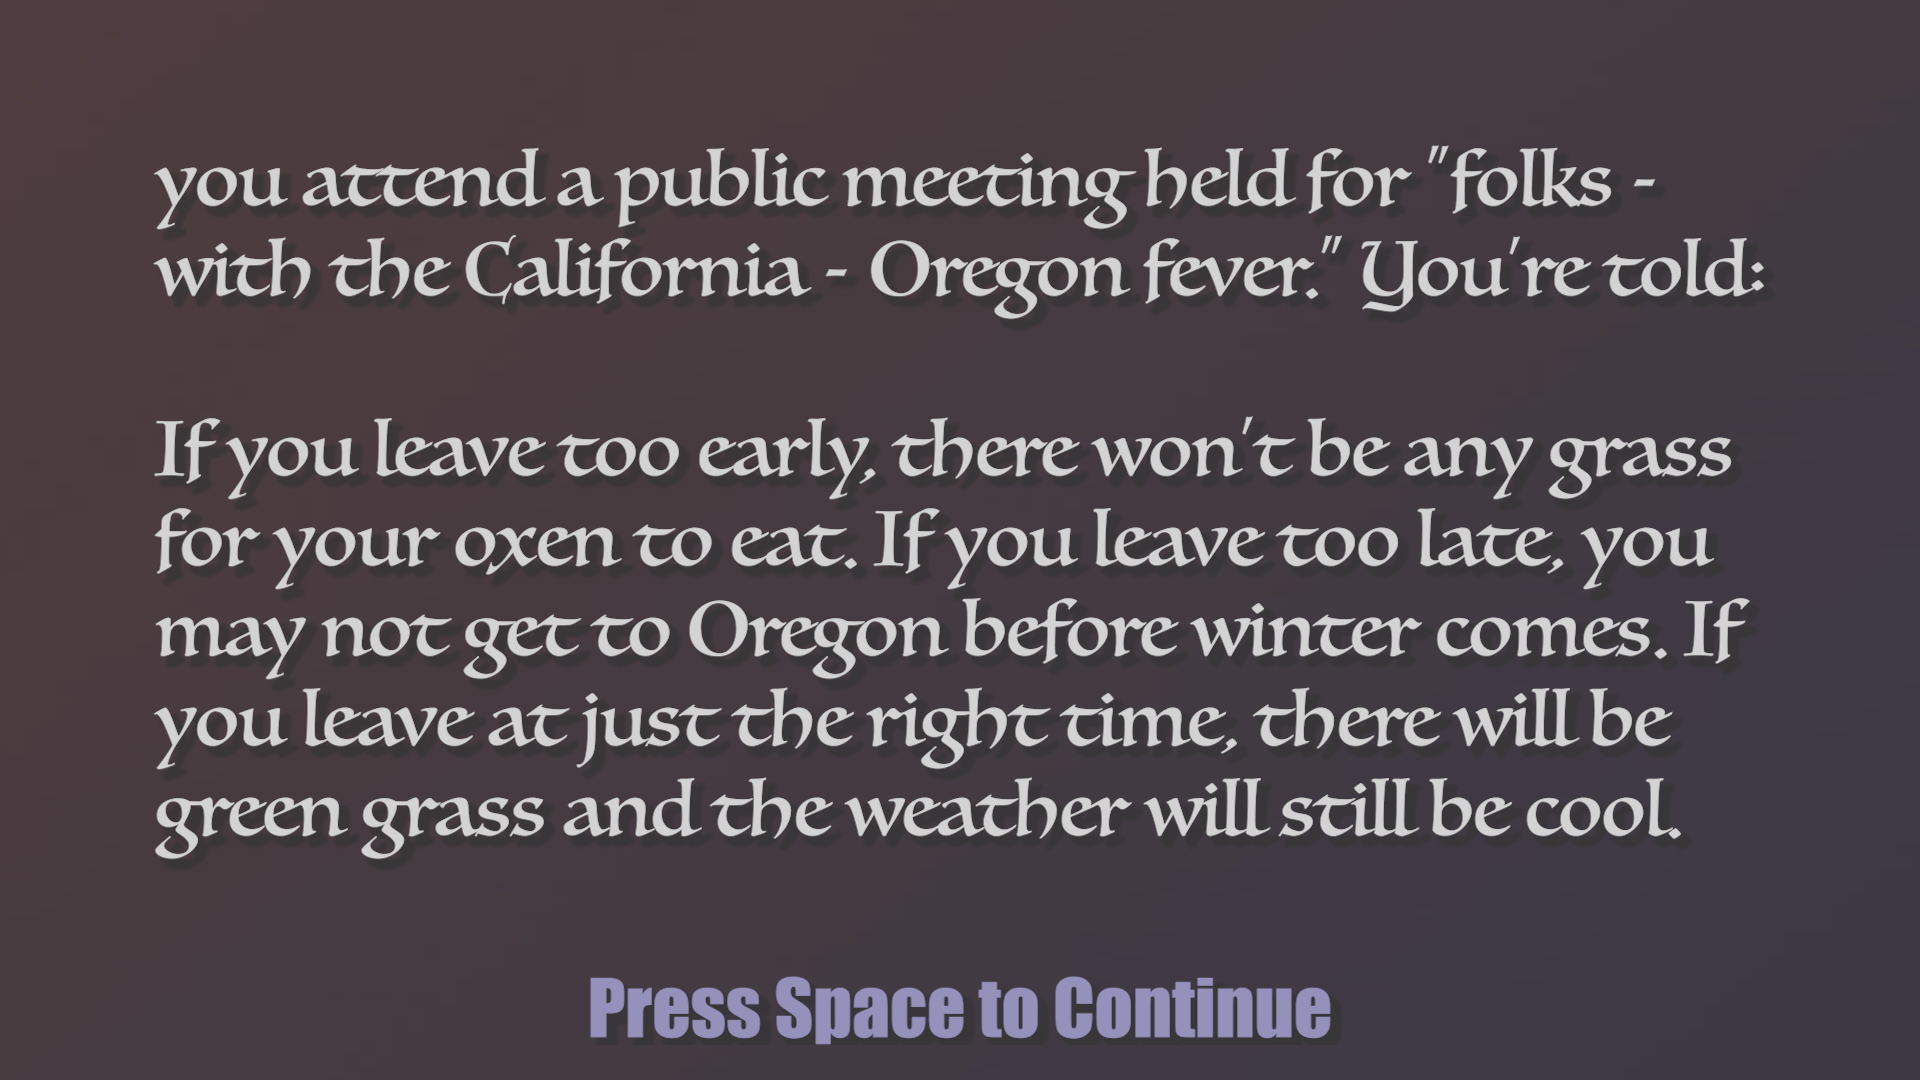 you attend a public meeting held for "folks -
with the California - Oregon fever." You're told:
If you leave too early, there won't be any grass
for your oxen to eat. If you leave too late, you
may not get to Oregon before winter comes. If
you leave at just the right time, there will be
green grass and the weather will still be cool.
Press Space to Continue